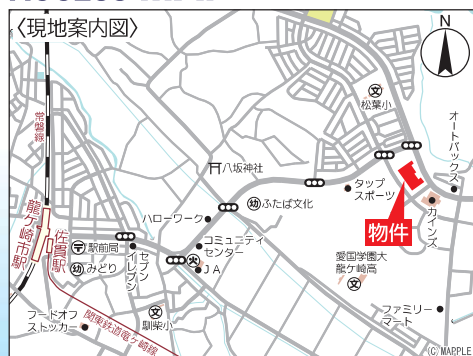 〈現地案内図〉
N
文
松葉小
オートバックス
常磐線
八坂神社
タップ
スポーツ
幼ふたば文化
カインズ
物件
ハローワーク
龍ケ崎市駅
佐貫駅
〒駅前局
幼みどり
セブン
イレブン
コミュニティ
センター
火
JA
愛国学園大
龍ケ崎高
文
文
馴柴小
フードオフ
ストッカー
関東鉄道竜ヶ崎線
ファミリー
マート
(C)MAPPLE